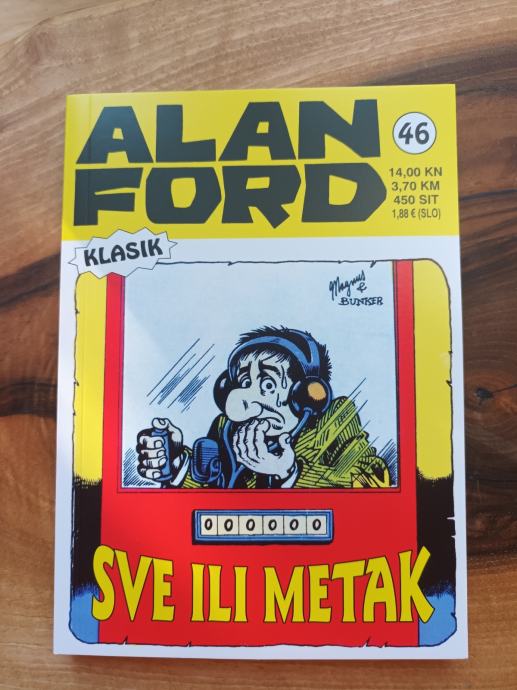 ALAN
FORD
46
14,00 KN
3,70 KM
450 SIT
1,88 € (SLO)
KLASIK
Magnus
&
BUNKER
000000
SVE ILI METAK